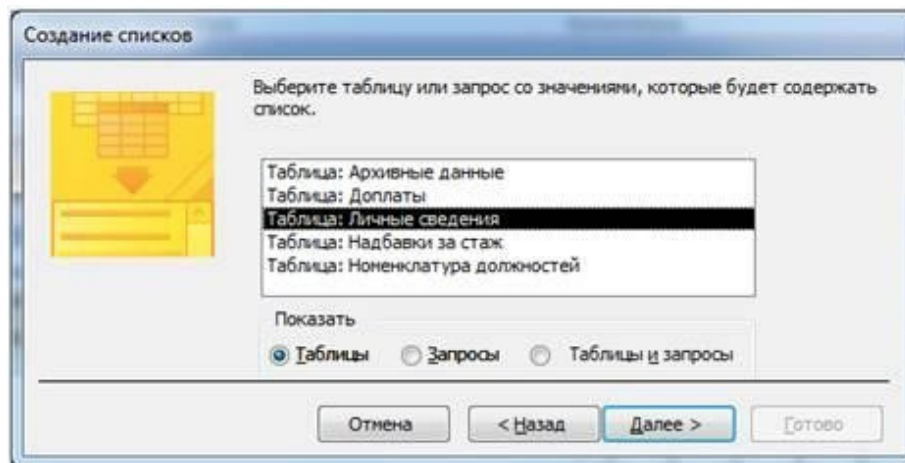 Создание списков
Выберите таблицу или запрос со значениями, которые будет содержать
список.
Таблица: Архивные данные
Таблица: Доплаты
Таблица: Личные сведения
Таблица: Надбавки за стаж
Таблица: Номенклатура должностей
Показать
Таблицы Запросы Таблицы и запросы
Отмена < Назад Далее > Готово